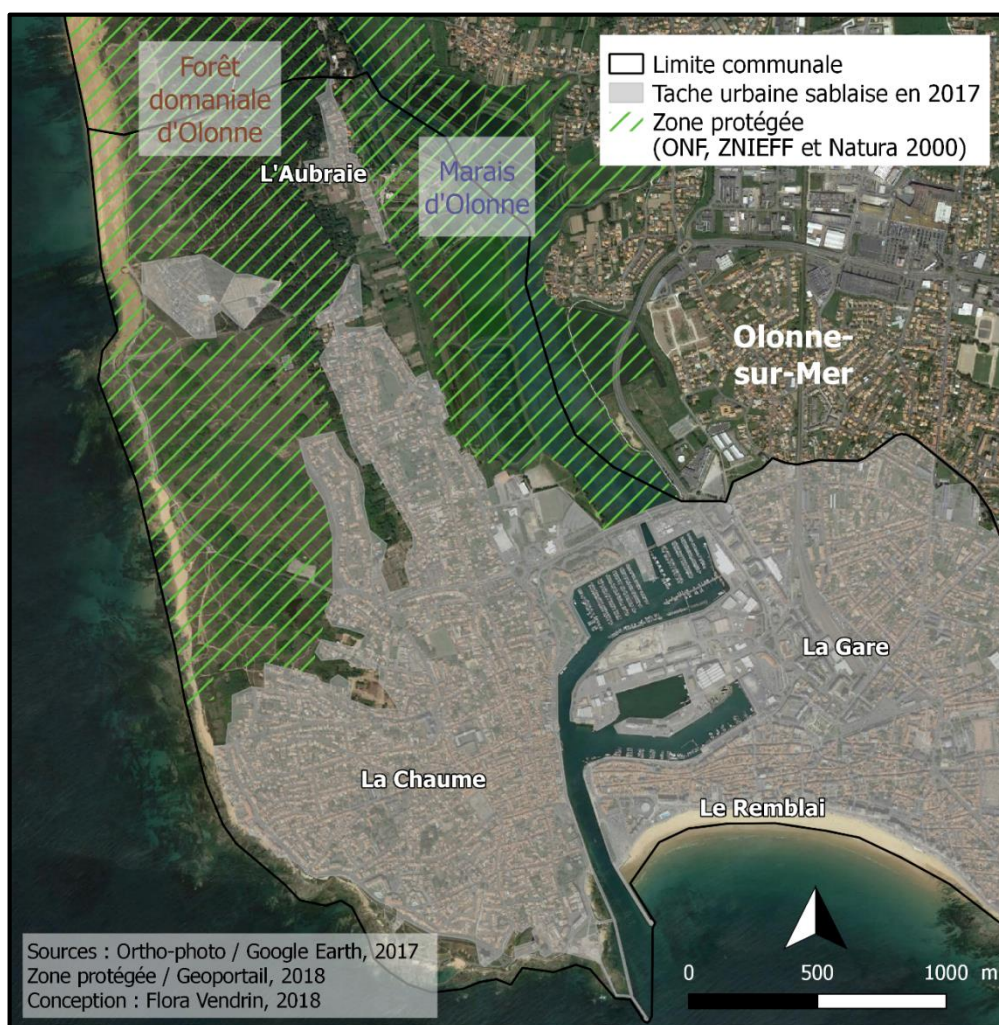 Forêt
domaniale
d'Olonne
L'Aubraie
Marais
d'Olonne
Limite communale
Tache urbaine sablaise en 2017
Zone protégée
(ONF, ZNIEFF et Natura 2000)
Olonne-
sur-Mer
La Gare
La Chaume
Le Remblai
Sources : Ortho-photo / Google Earth, 2017
Zone protégée / Geoportail, 2018
Conception : Flora Vendrin, 2018
0 500 1000 m